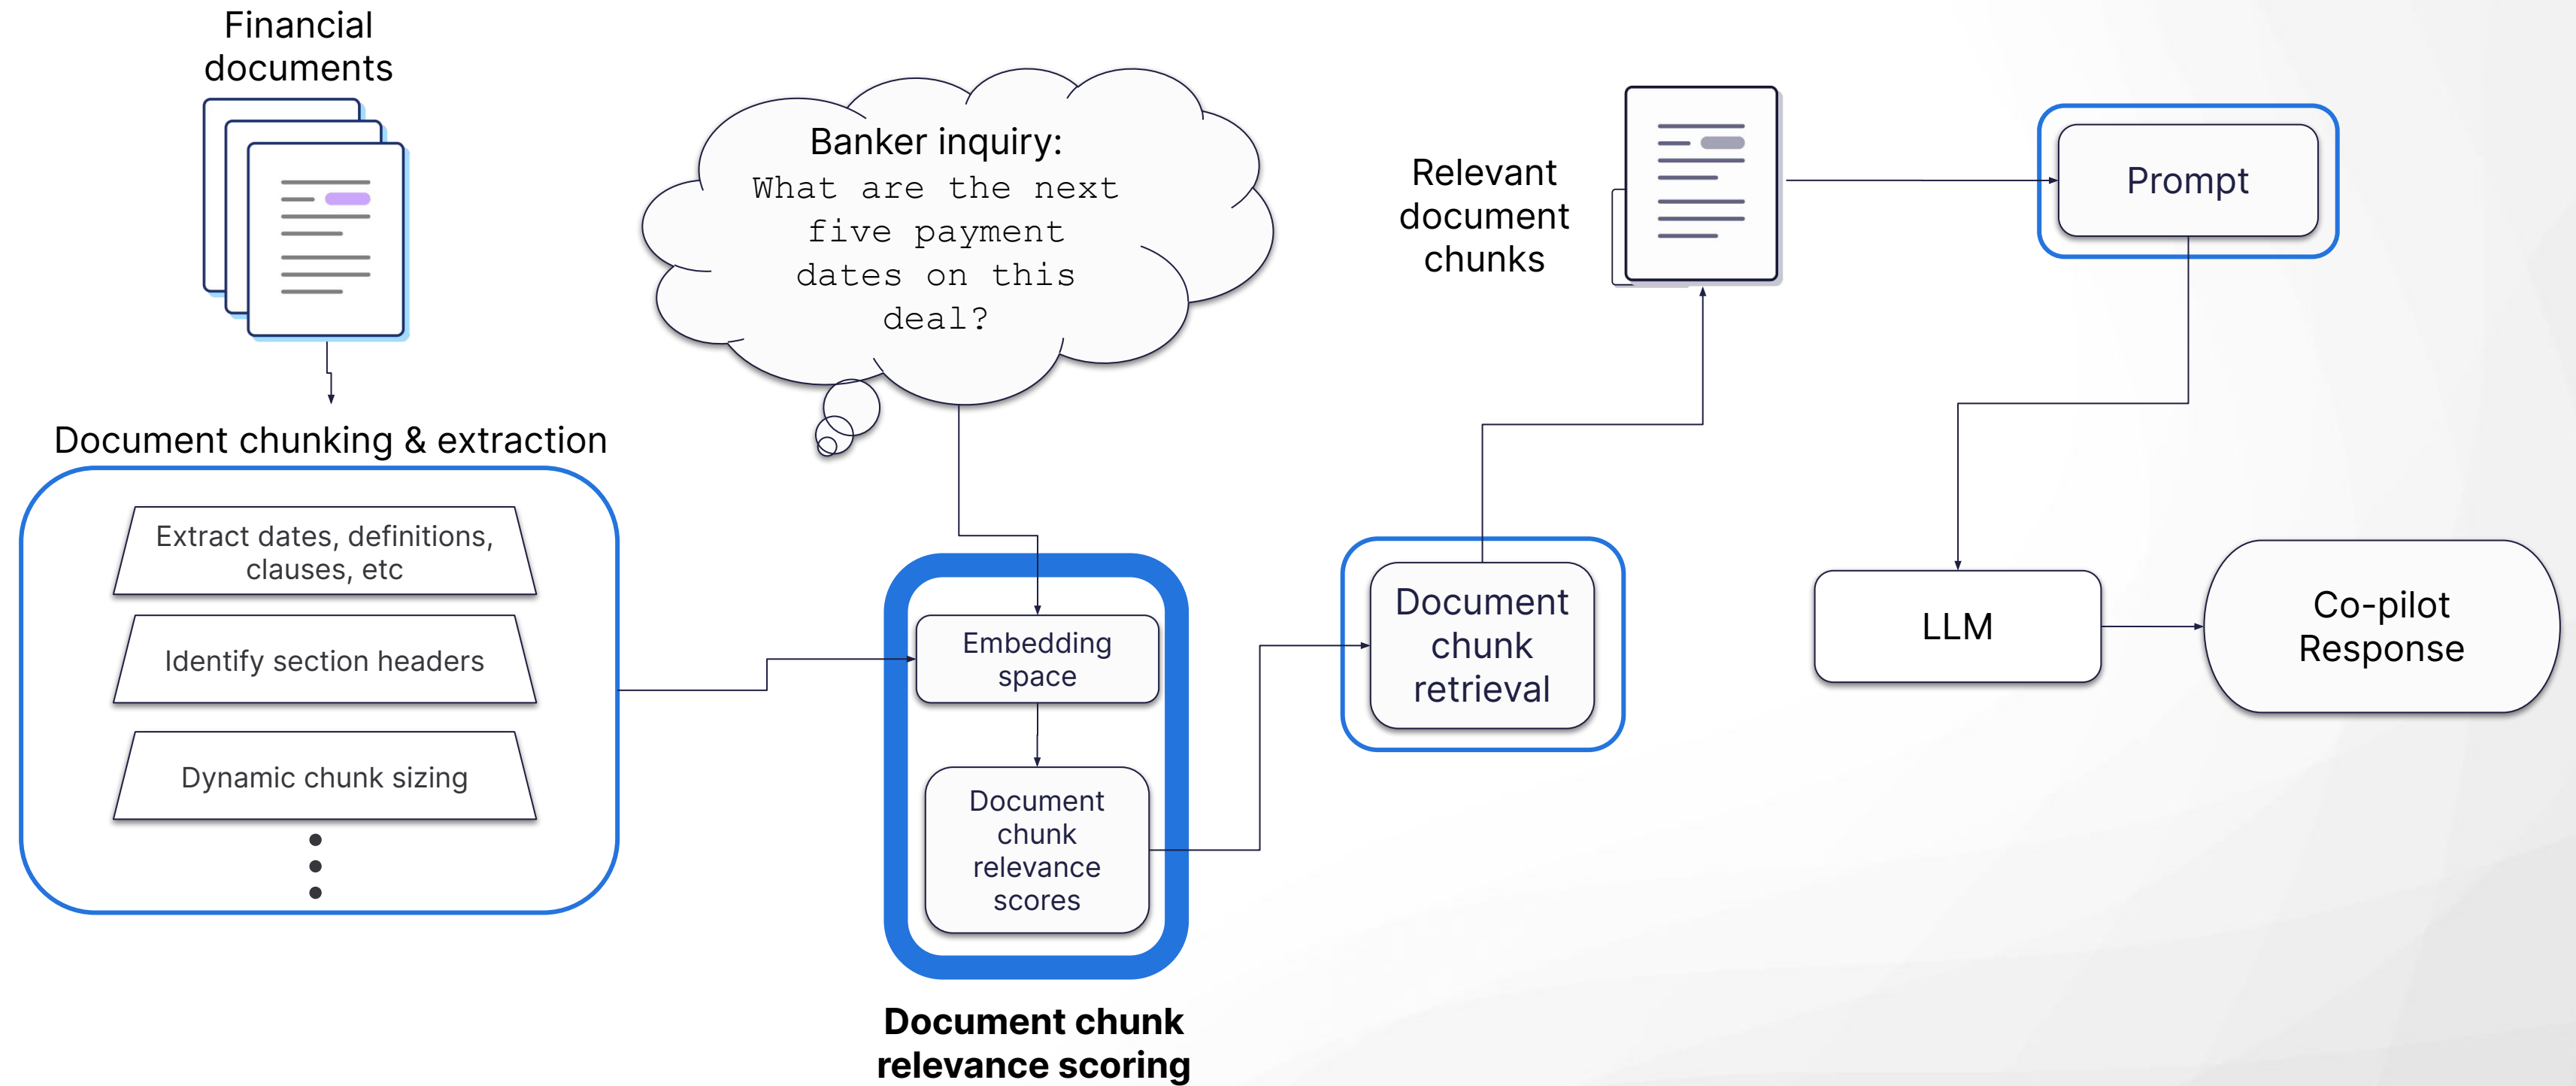 Financial
documents
Document chunking & extraction
Extract dates, definitions,
clauses, etc
Identify section headers
Dynamic chunk sizing
Banker inquiry:
What are the next
five payment
dates on this
deal?
Embedding
space
Document
chunk
relevance
scores
Document chunk
relevance scoring
Document
chunk
retrieval
Relevant
document
chunks
Prompt
LLM
Co-pilot
Response